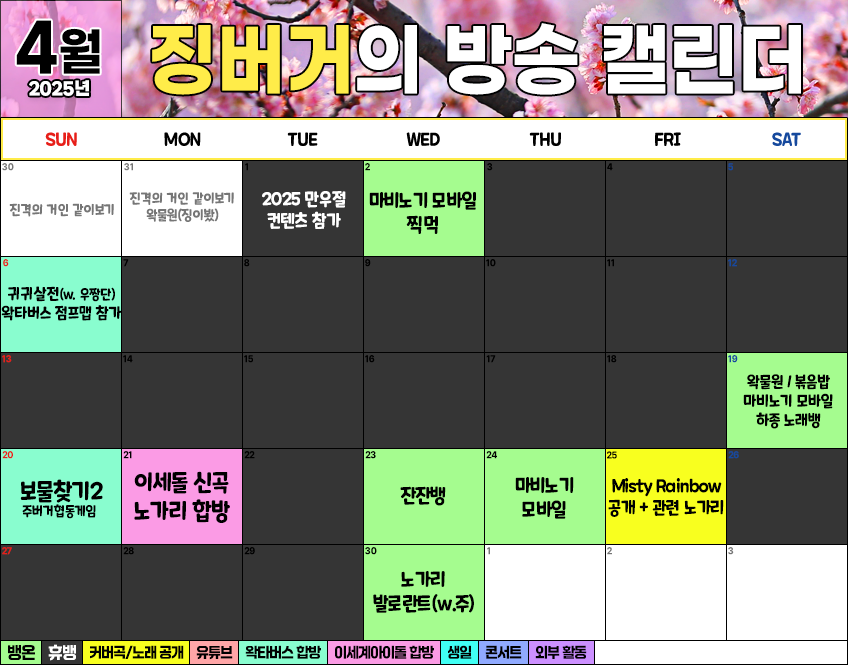 4월
2025년
징버거의 방송 캘린더
SUN MON TUE WED THU FRI SAT
30
진격의 거인 같이보기
31
진격의 거인 같이보기
왁물원(징이봤)
1
2025 만우절
컨텐츠 참가
2
마비노기 모바일
찍먹
3
4
5
6
귀귀살전(w. 우짱단)
왁타버스 점프맵 참가
7
8
9
10
11
12
13
14
15
16
17
18
19
왁물원 / 볶음밥
마비노기 모바일
하종 노래뱅
20
보물찾기2
주버거협동게임
21
이세돌 신곡
노가리 합방
22
23
잔잔뱅
24
마비노기
모바일
25
Misty Rainbow
공개 + 관련 노가리
26
27
28
29
30
노가리
발로란트(w.주)
1
2
3
뱅온 휴뱅 커버곡/노래 공개 유튜브 왁타버스 합방 이세계아이돌 합방 생일 콘서트 외부 활동